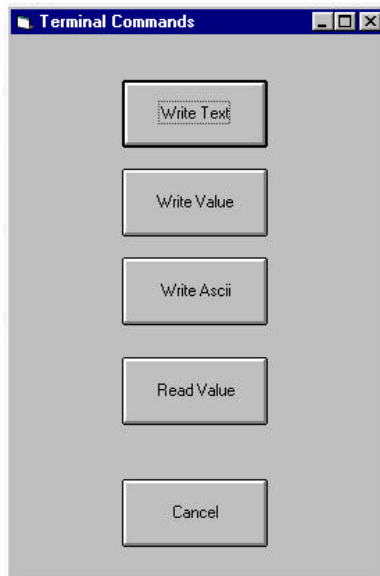 Terminal Commands
Write Text
Write Value
Write Ascii
Read Value
Cancel